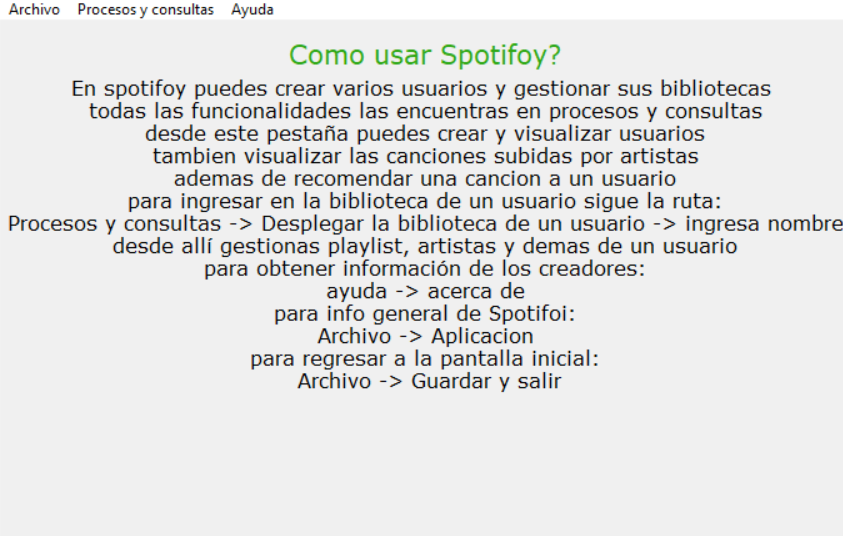 Archivo Procesos y consultas Ayuda
Como usar Spotifoy?
En spotifoy puedes crear varios usuarios y gestionar sus bibliotecas
todas las funcionalidades las encuentras en procesos y consultas
desde este pestaña puedes crear y visualizar usuarios
tambien visualizar las canciones subidas por artistas
ademas de recomendar una cancion a un usuario
para ingresar en la biblioteca de un usuario sigue la ruta:
Procesos y consultas -> Desplegar la biblioteca de un usuario -> ingresa nombre
desde allí gestionas playlist, artistas y demas de un usuario
para obtener información de los creadores:
ayuda -> acerca de
para info general de Spotifoi:
Archivo -> Aplicacion
para regresar a la pantalla inicial:
Archivo -> Guardar y salir